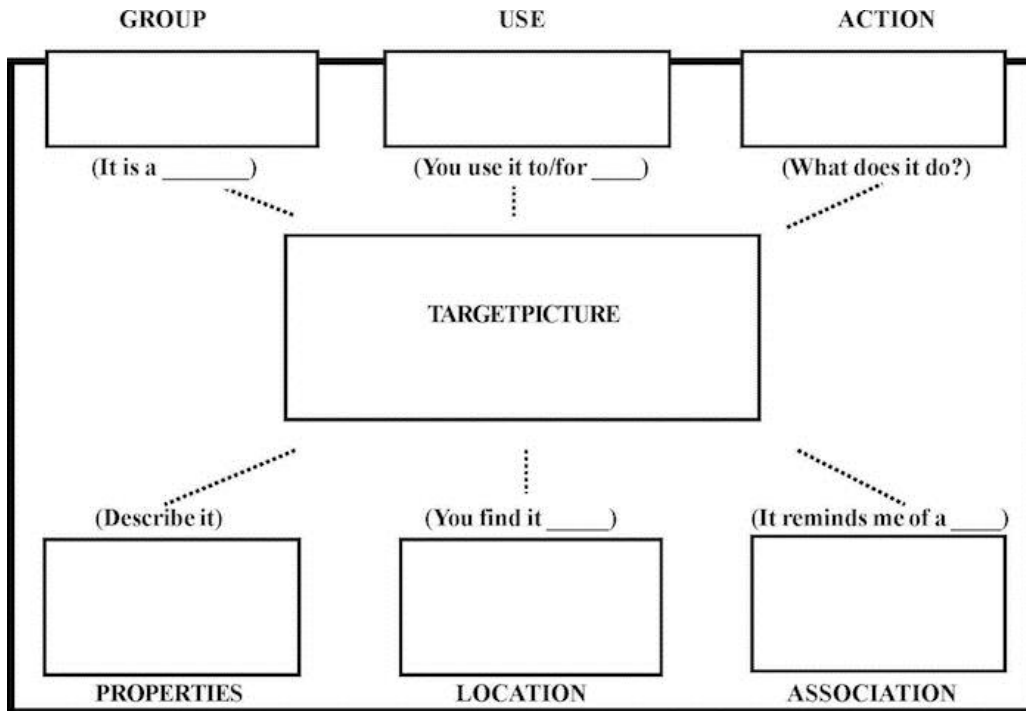 GROUP USE ACTION
(It is a _______) (You use it to/for ____) (What does it do?)
TARGETPICTURE
(Describe it) (You find it _____) (It reminds me of a ____)
PROPERTIES LOCATION ASSOCIATION